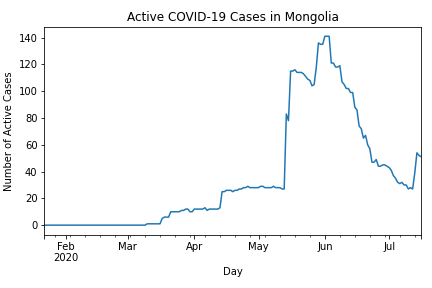 Active COVID-19 Cases in Mongolia
Number of Active Cases
140
120
100
80
60
40
20
0
Feb
2020
Mar
Apr
May
Jun
Jul
Day